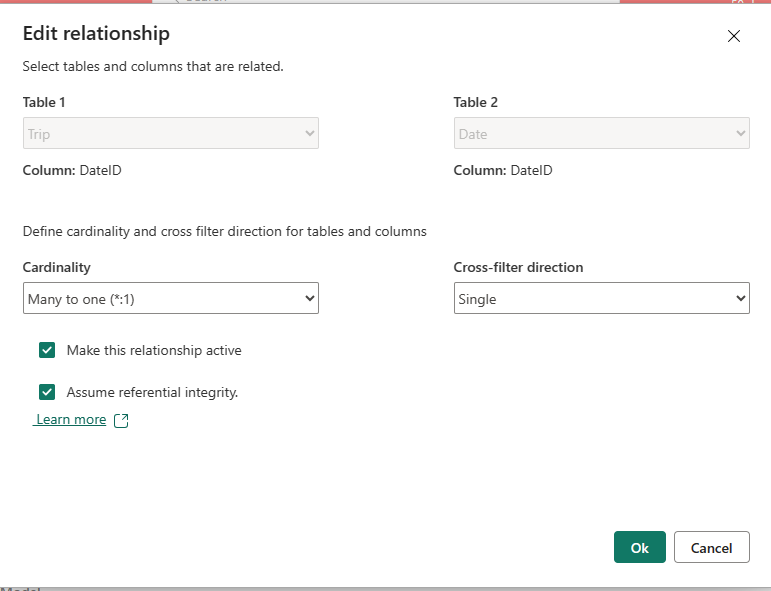 Edit relationship
Select tables and columns that are related.
Table 1
Table 2
Trip
Date
Column: DateID
Column: DateID
Define cardinality and cross filter direction for tables and columns
Cardinality
Cross-filter direction
Many to one (*:1)
Single
Make this relationship active
Assume referential integrity.
Learn more
Ok
Cancel